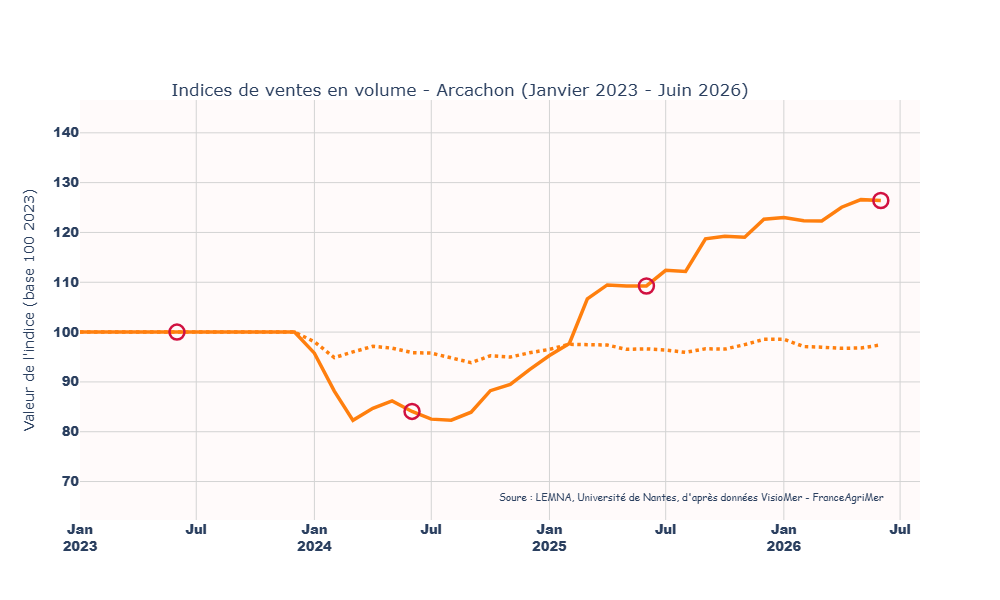 Indices de ventes en volume - Arcachon (Janvier 2023 - Juin 2026)
Valeur de l'indice (base 100 2023)
140
130
120
110
100
90
80
70
Soure : LEMNA, Université de Nantes, d'après données VisioMer - FranceAgriMer
Jan Jul Jan Jul Jan Jul Jan Jul
2023 2024 2025 2026